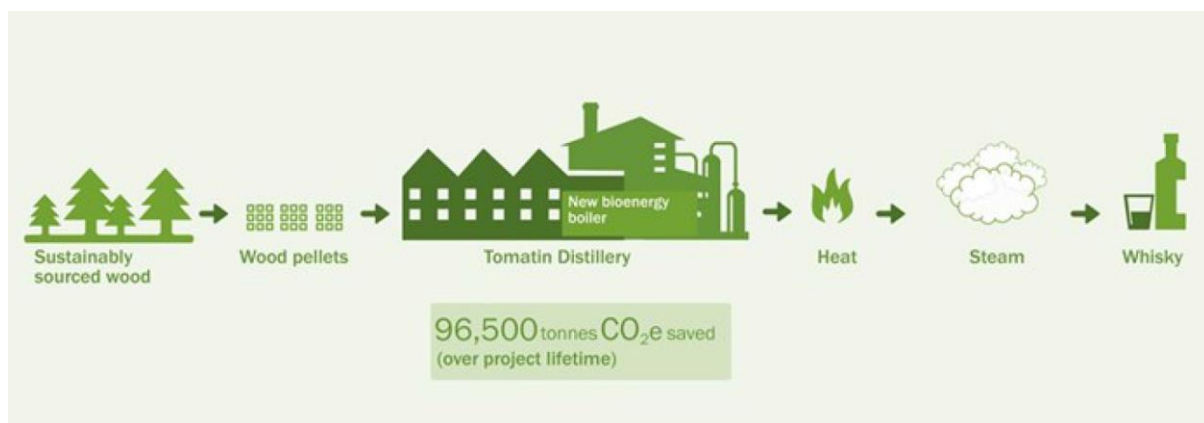 New bioenergy
boiler
Sustainably
sourced wood
Wood pellets
Tomatin Distillery
Heat
Steam
Whisky
96,500 tonnes CO₂e saved
(over project lifetime)